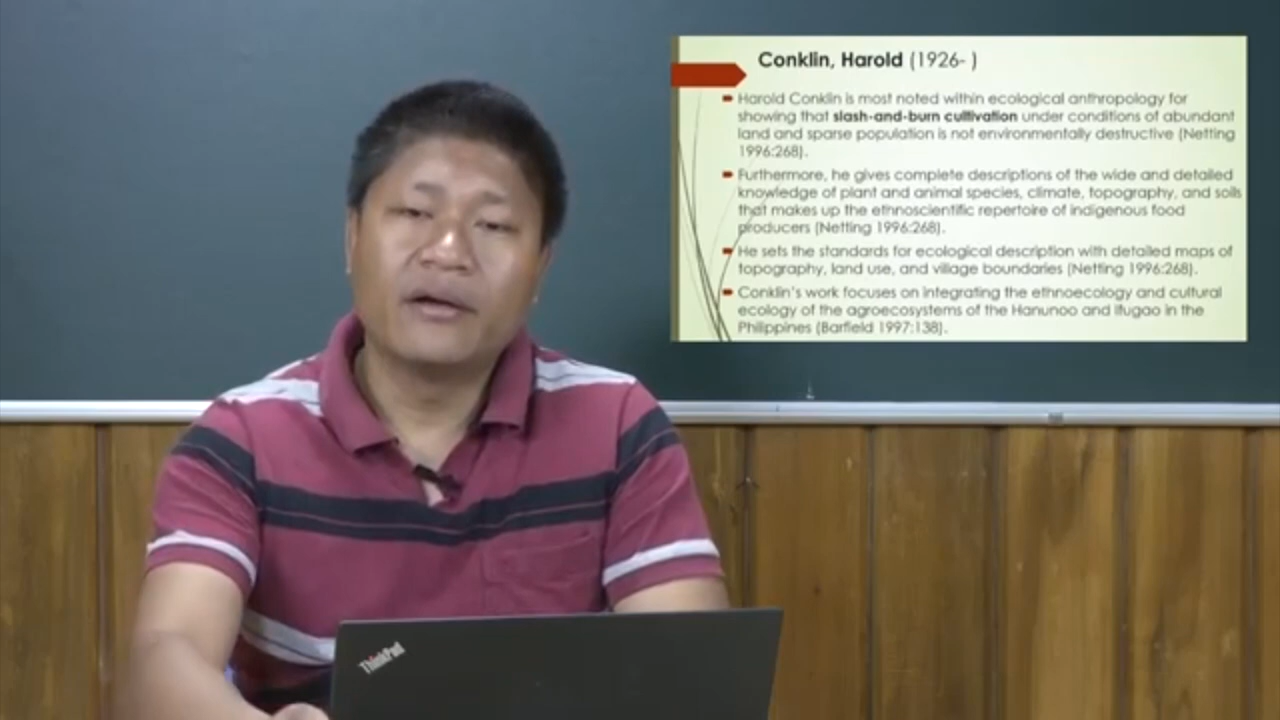 Conklin, Harold (1926- )
Harold Conklin is most noted within ecological anthropology for
showing that slash-and-burn cultivation under conditions of abundant
land and sparse population is not environmentally destructive (Netting
1996:268).
Furthermore, he gives complete descriptions of the wide and detailed
knowledge of plant and animal species, climate, topography, and soils
that makes up the ethnoscientific repertoire of indigenous food
producers (Netting 1996:268).
He sets the standards for ecological description with detailed maps of
topography, land use, and village boundaries (Netting 1996:268).
Conklin's work focuses on integrating the ethnoecology and cultural
ecology of the agroecosystems of the Hanunoo and Ifugao in the
Philippines (Barfield 1997:138).
ThinkPad